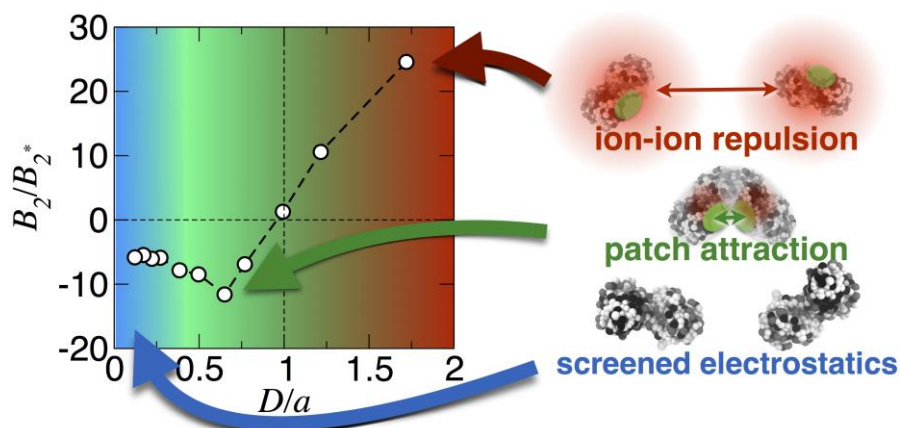 30
20
10
0
-10
-20
B₂/B₂*
0 0.5 1 1.5 2
D/a
ion-ion repulsion
patch attraction
screened electrostatics